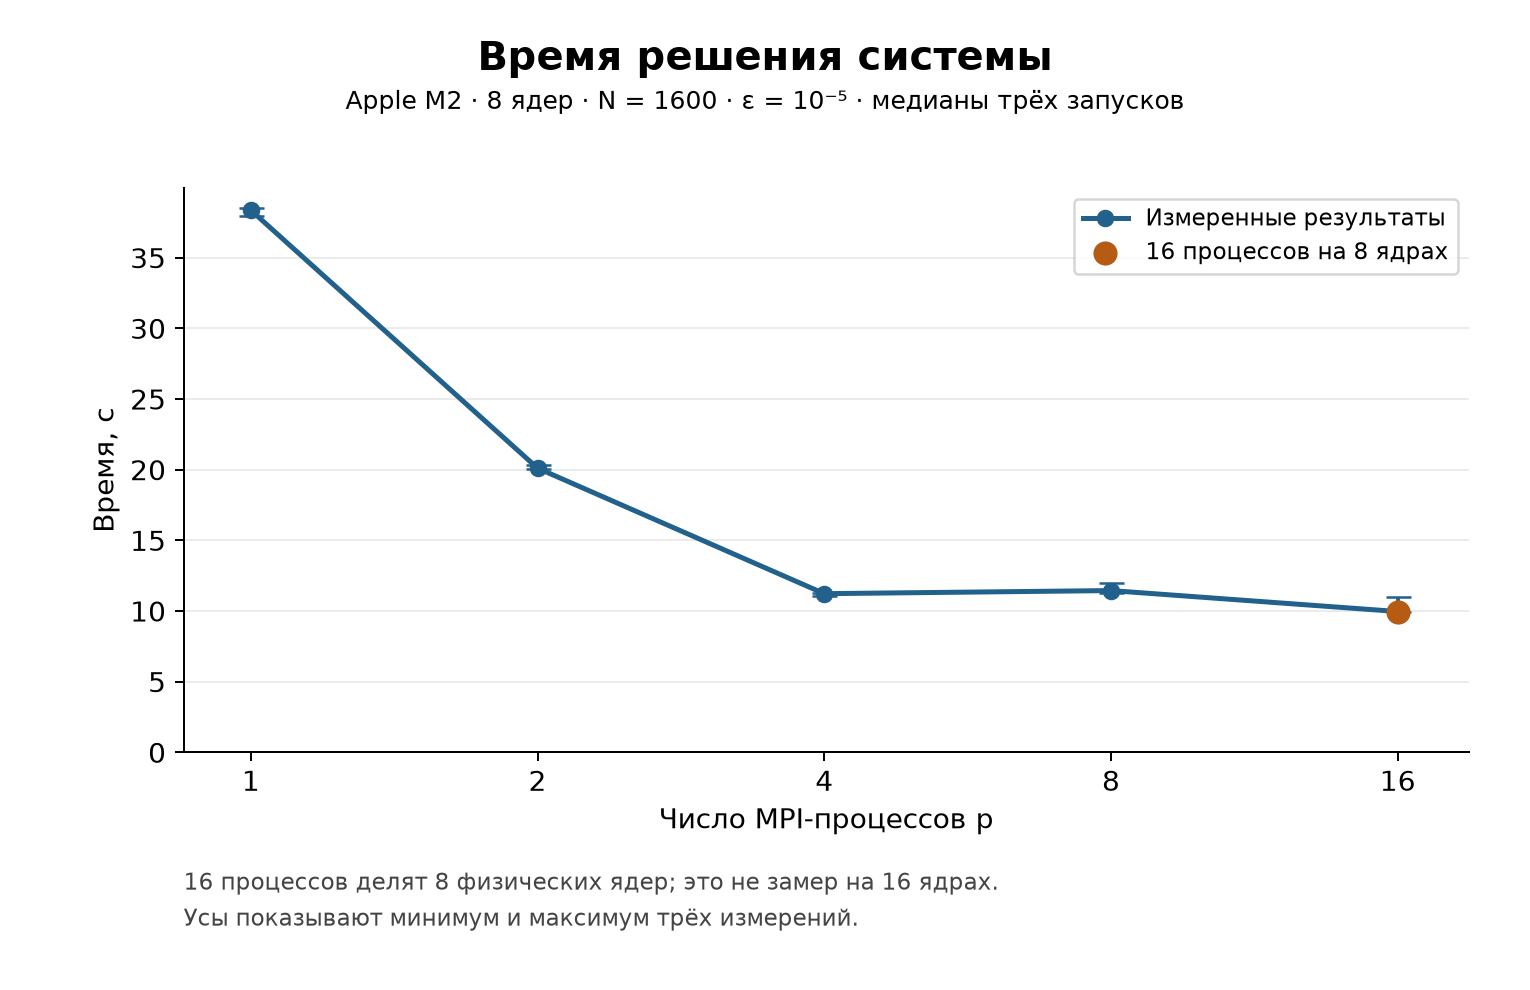 Время решения системы
Apple M2 · 8 ядер · N = 1600 · ε = 10⁻⁵ · медианы трёх запусков
Измеренные результаты
16 процессов на 8 ядрах
Время, с
35
30
25
20
15
10
5
0
1 2 4 8 16
Число MPI-процессов p
16 процессов делят 8 физических ядер; это не замер на 16 ядрах.
Усы показывают минимум и максимум трёх измерений.